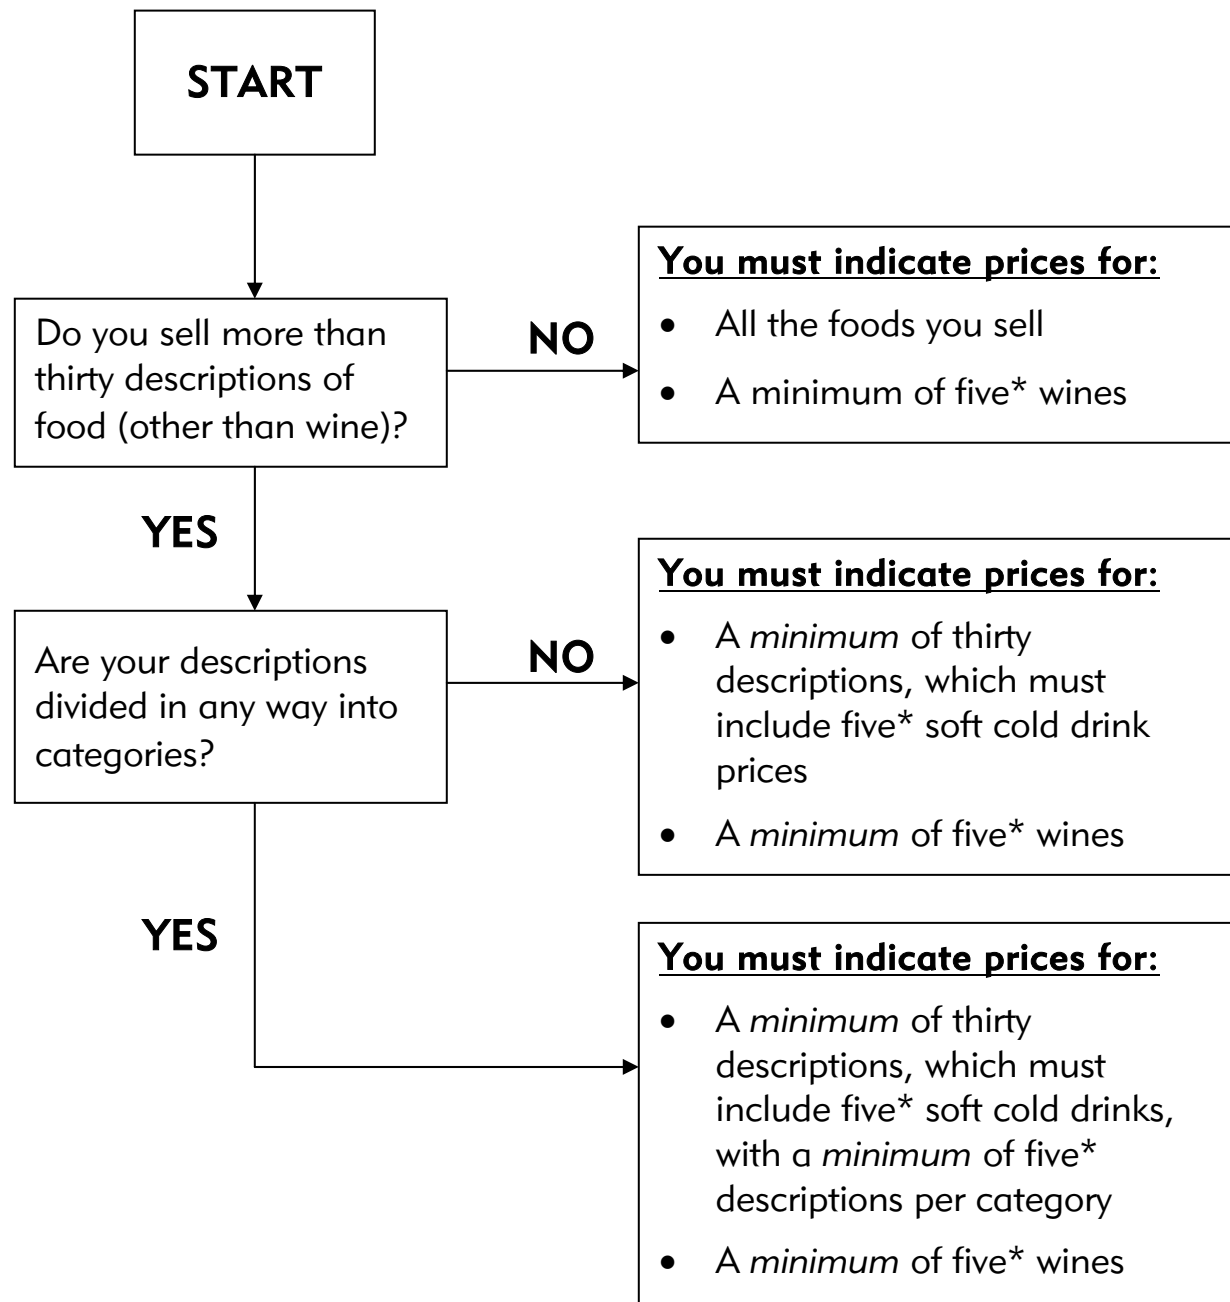 START
Do you sell more than
thirty descriptions of
food (other than wine)?
NO
You must indicate prices for:
• All the foods you sell
• A minimum of five* wines
YES
Are your descriptions
divided in any way into
categories?
NO
You must indicate prices for:
• A minimum of thirty
descriptions, which must
include five* soft cold drink
prices
• A minimum of five* wines
YES
You must indicate prices for:
• A minimum of thirty
descriptions, which must
include five* soft cold drinks,
with a minimum of five*
descriptions per category
• A minimum of five* wines